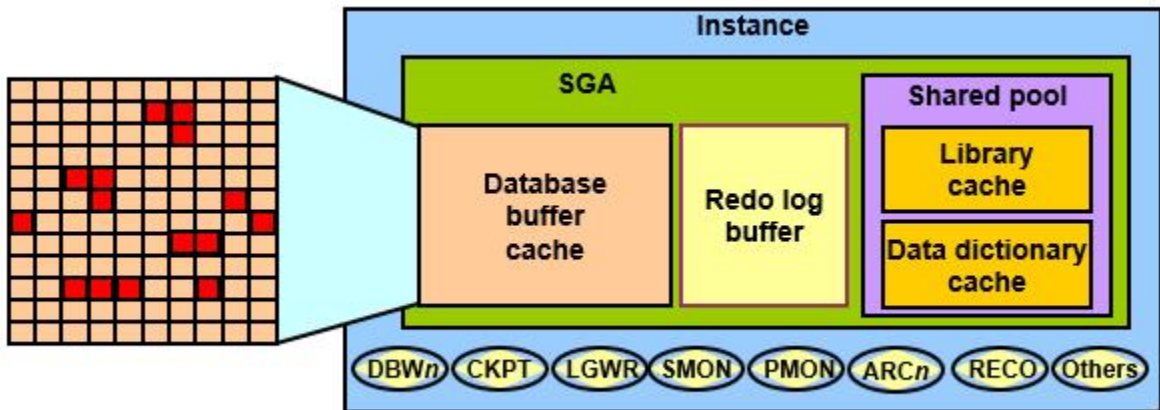 Instance
SGA
Shared pool
Database
buffer
cache
Redo log
buffer
Library
cache
Data dictionary
cache
DBWn
CKPT
LGWR
SMON
PMON
ARCn
RECO
Others